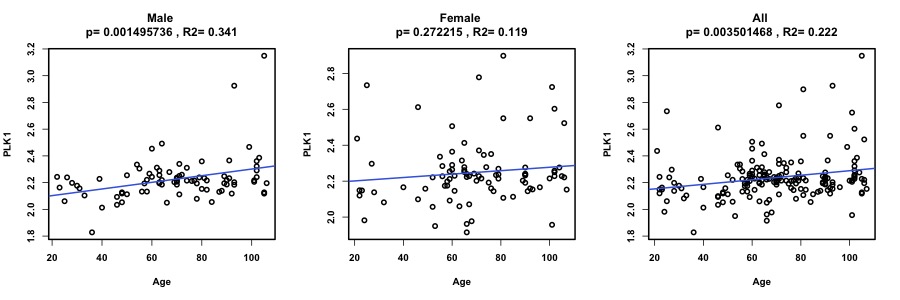 Male
p= 0.001495736 , R2= 0.341
PLK1
3.2
3.0
2.8
2.6
2.4
2.2
2.0
1.8
20 40 60 80 100
Age
Female
p= 0.272215 , R2= 0.119
PLK1
2.8
2.6
2.4
2.2
2.0
20 40 60 80 100
Age
All
p= 0.003501468 , R2= 0.222
PLK1
3.2
3.0
2.8
2.6
2.4
2.2
2.0
1.8
20 40 60 80 100
Age